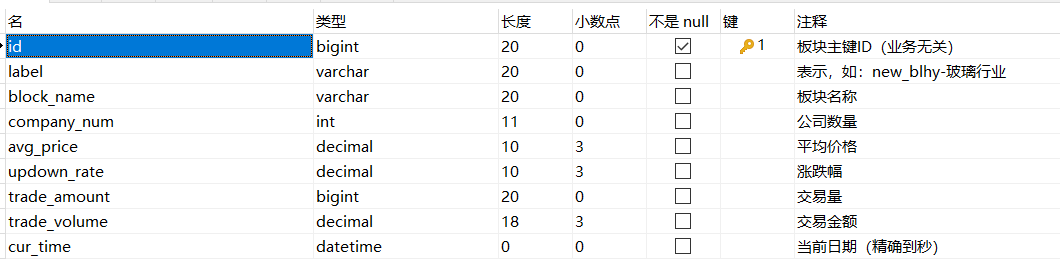 名 类型 长度 小数点 不是 null 键 注释
id bigint 20 0 1 板块主键ID（业务无关）
label varchar 20 0 表示，如：new_blhy-玻璃行业
block_name varchar 20 0 板块名称
company_num int 11 0 公司数量
avg_price decimal 10 3 平均价格
updown_rate decimal 10 3 涨跌幅
trade_amount bigint 20 0 交易量
trade_volume decimal 18 3 交易金额
cur_time datetime 0 0 当前日期（精确到秒）